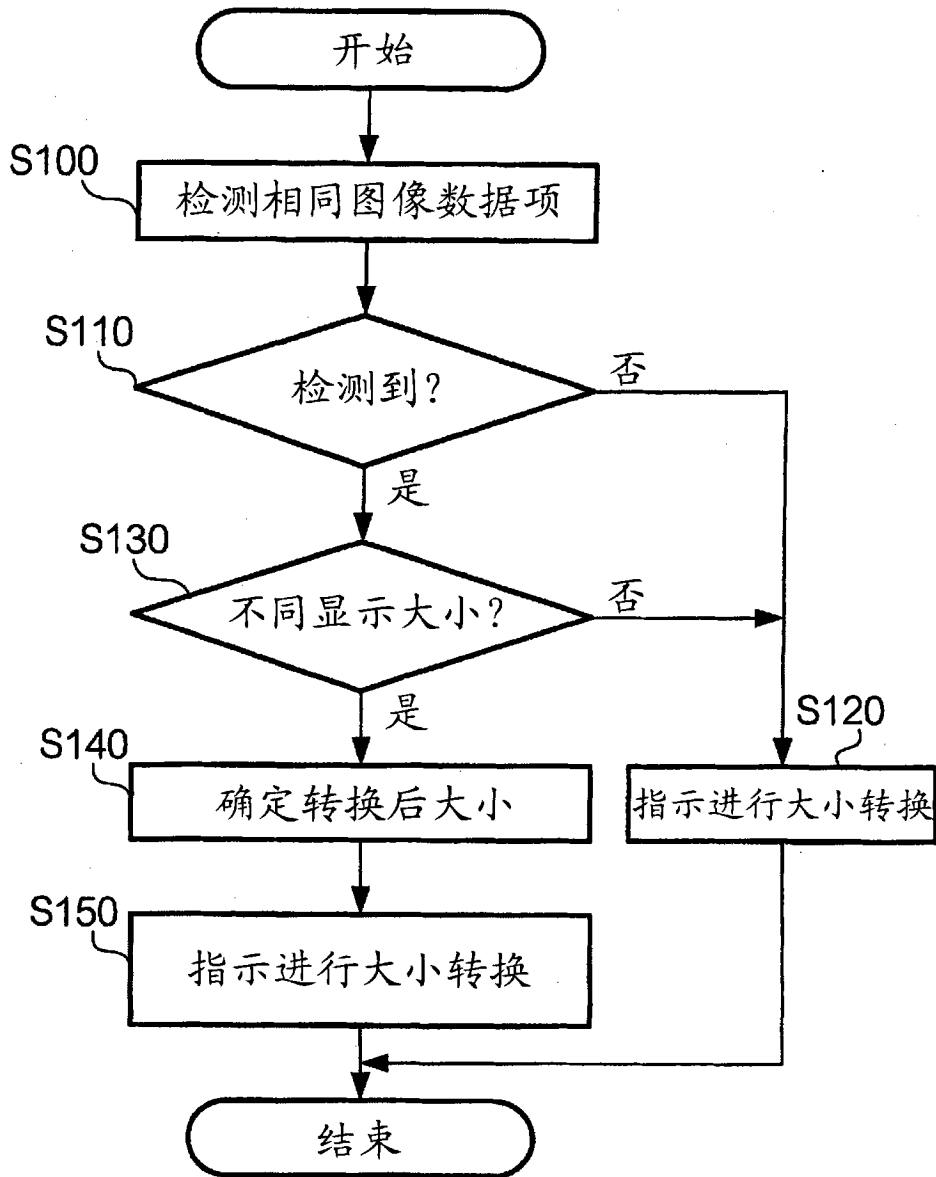 开始
S100
检测相同图像数据项
S110
检测到?
否
是
S130
不同显示大小?
否
是
S120
S140
确定转换后大小
指示进行大小转换
S150
指示进行大小转换
结束